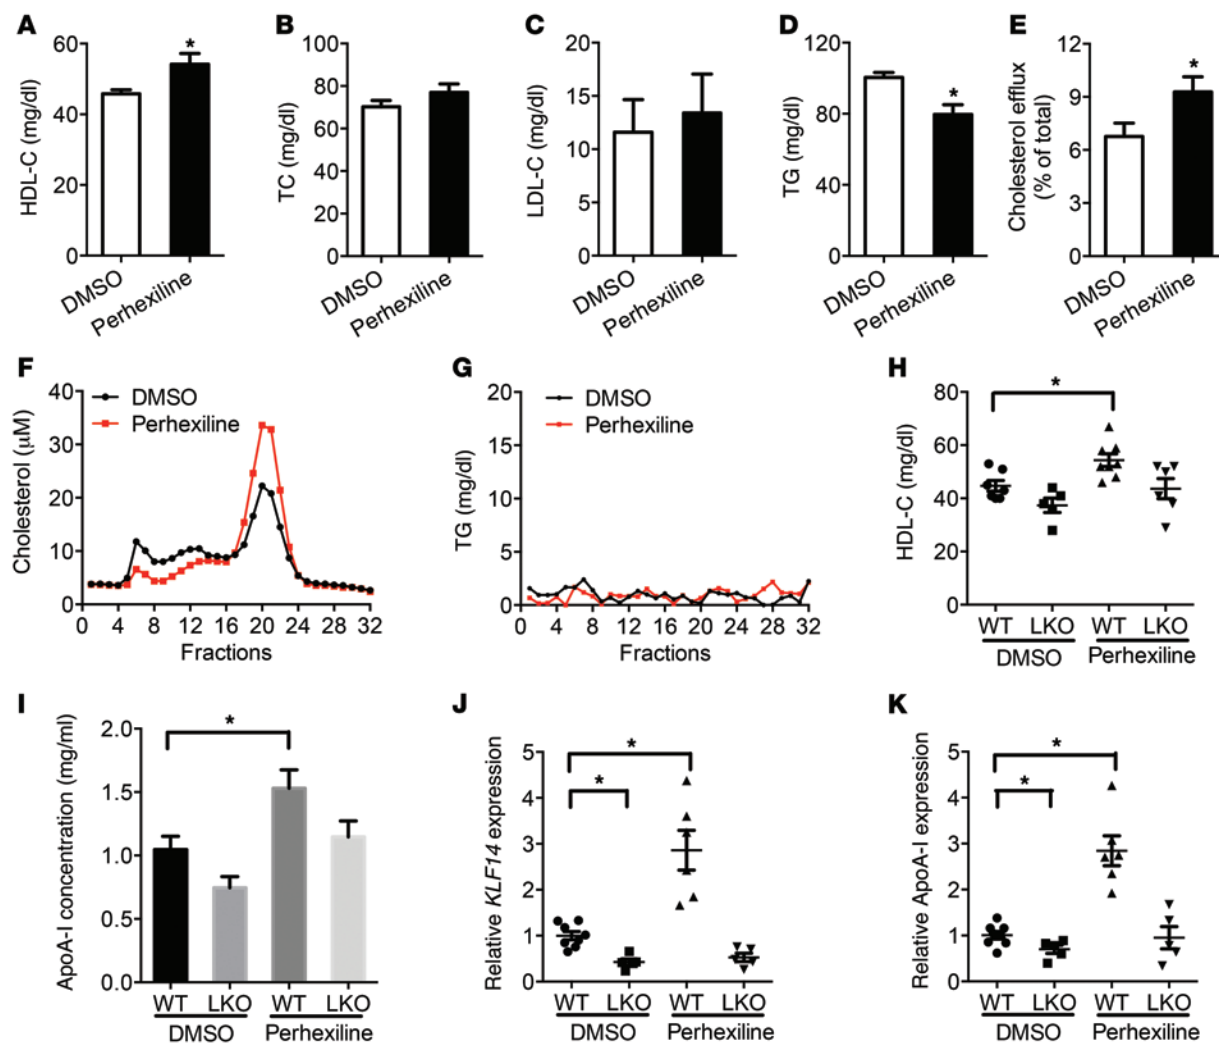 A
HDL-C (mg/dl)
60
40
20
0
*
DMSO
Perhexiline
B
TC (mg/dl)
100
80
60
40
20
0
DMSO
Perhexiline
C
LDL-C (mg/dl)
20
15
10
5
0
DMSO
Perhexiline
D
TG (mg/dl)
120
80
40
0
*
DMSO
Perhexiline
E
Cholesterol efflux
(% of total)
12
9
6
3
0
*
DMSO
Perhexiline
F
Cholesterol (μM)
40
30
20
10
0
DMSO
Perhexiline
0 4 8 12 16 20 24 28 32
Fractions
G
TG (mg/dl)
20
15
10
5
0
DMSO
Perhexiline
0 4 8 12 16 20 24 28 32
Fractions
H
HDL-C (mg/dl)
80
60
40
20
0
*
WT LKO WT LKO
DMSO Perhexiline
I
ApoA-I concentration (mg/ml)
2.0
1.5
1.0
0.5
0.0
*
WT LKO WT LKO
DMSO Perhexiline
J
Relative KLF14 expression
5
4
3
2
1
0
*
*
WT LKO WT LKO
DMSO Perhexiline
K
Relative ApoA-I expression
5
4
3
2
1
0
*
*
WT LKO WT LKO
DMSO Perhexiline